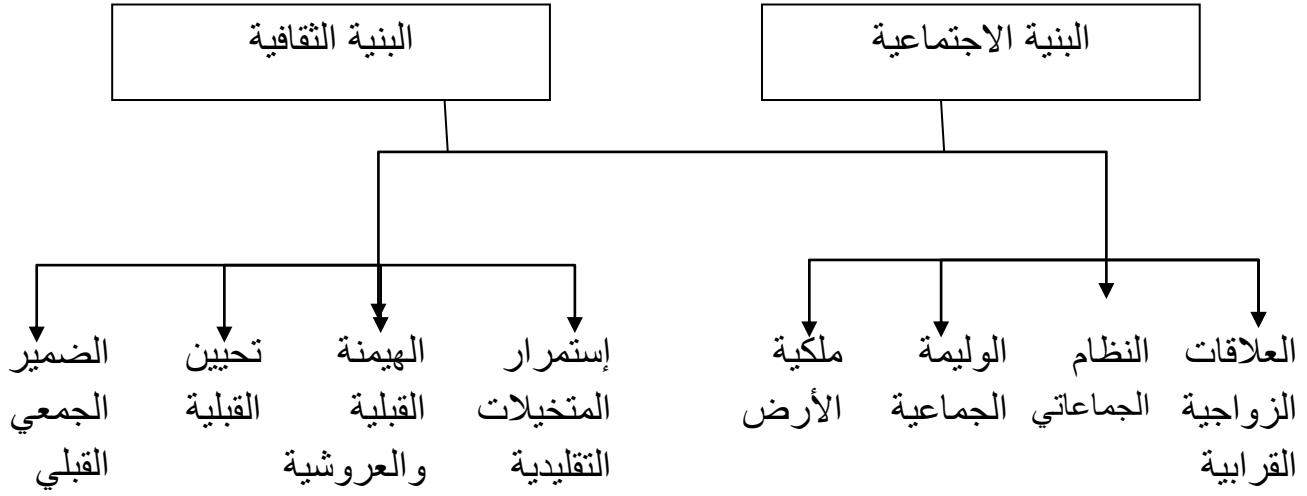 البنية الاجتماعية
البنية الثقافية
العلاقات
الزواجية
القرابية
النظام
الجماعاتي
الوليمة
الجماعية
ملكية
الأرض
إستمرار
المتخيلات
التقليدية
الهيمنة
القبلية
والعروشية
تحيين
القبلية
الضمير
الجمعي
القبلي